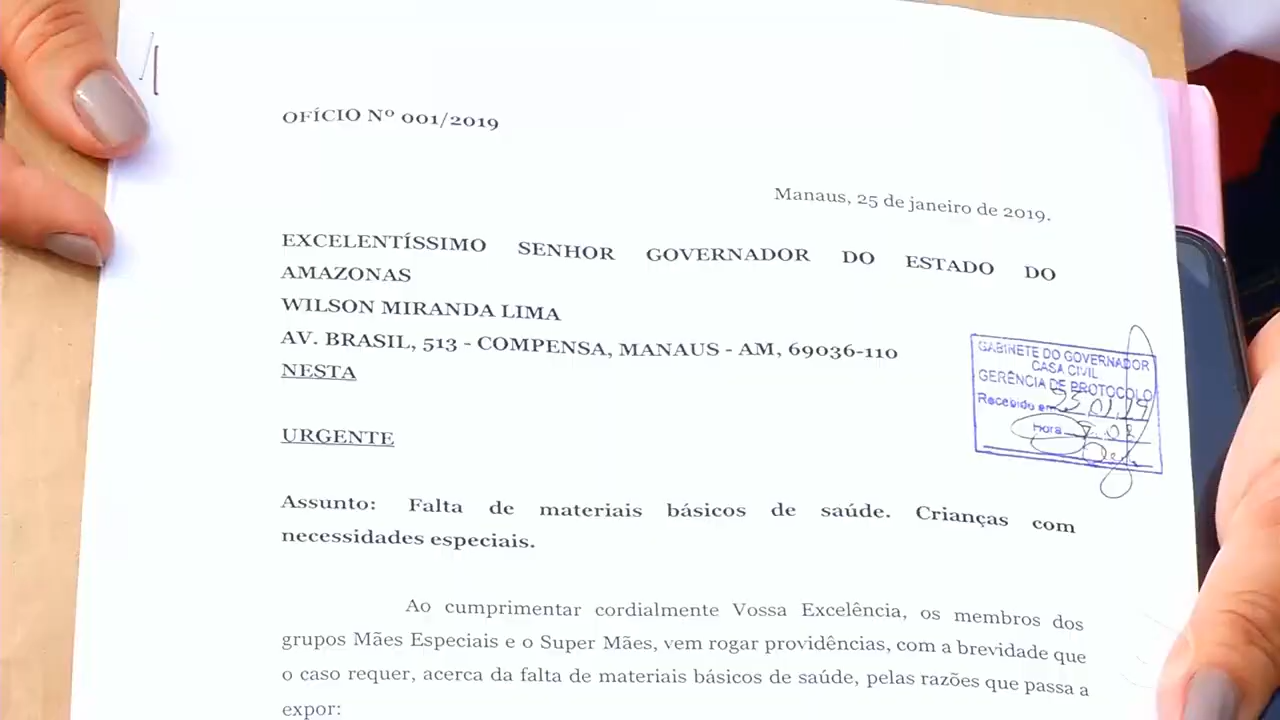 OFÍCIO Nº 001/2019
Manaus, 25 de janeiro de 2019.
EXCELENTÍSSIMO SENHOR GOVERNADOR DO ESTADO DO
AMAZONAS
WILSON MIRANDA LIMA
AV. BRASIL, 513 - COMPENSA, MANAUS - AM, 69036-110
NESTA
GABINETE DO GOVERNADOR
CASA CIVIL
GERÊNCIA DE PROTOCOLO
Recebido em
Hora
URGENTE
Assunto: Falta de materiais básicos de saúde. Crianças com
necessidades especiais.
Ao cumprimentar cordialmente Vossa Excelência, os membros dos
grupos Mães Especiais e o Super Mães, vem rogar providências, com a brevidade que
o caso requer, acerca da falta de materiais básicos de saúde, pelas razões que passa a
expor: